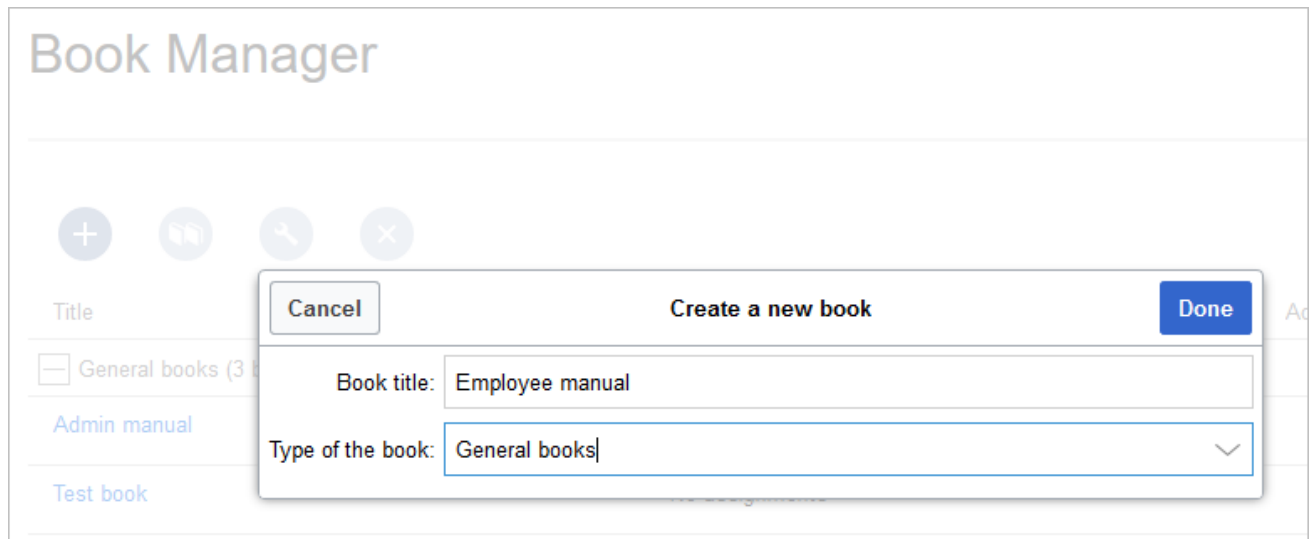 Book Manager
Cancel
Create a new book
Done
Title
General books (3
Book title:
Employee manual
Admin manual
Type of the book:
General books
Test book